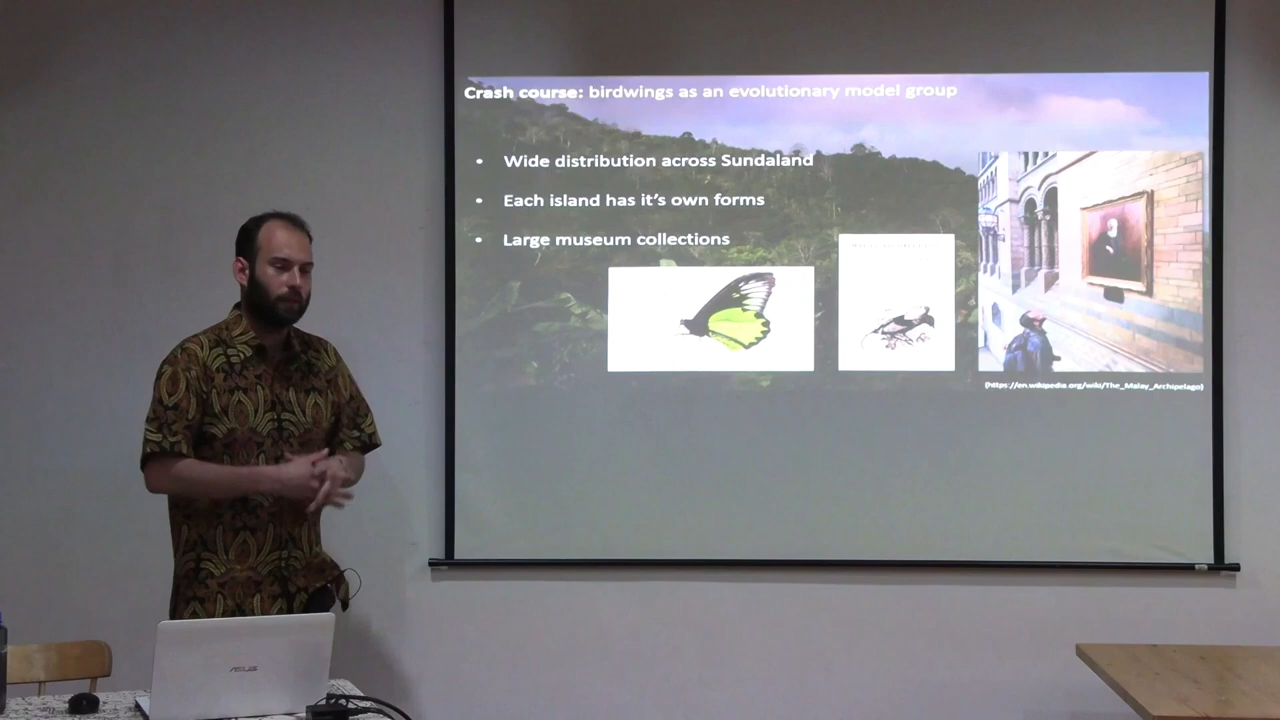 Crash course: birdwings as an evolutionary model group
• Wide distribution across Sundaland
• Each island has it's own forms
• Large museum collections
(https://en.wikipedia.org/wiki/The_Malay_Archipelago)
ASUS